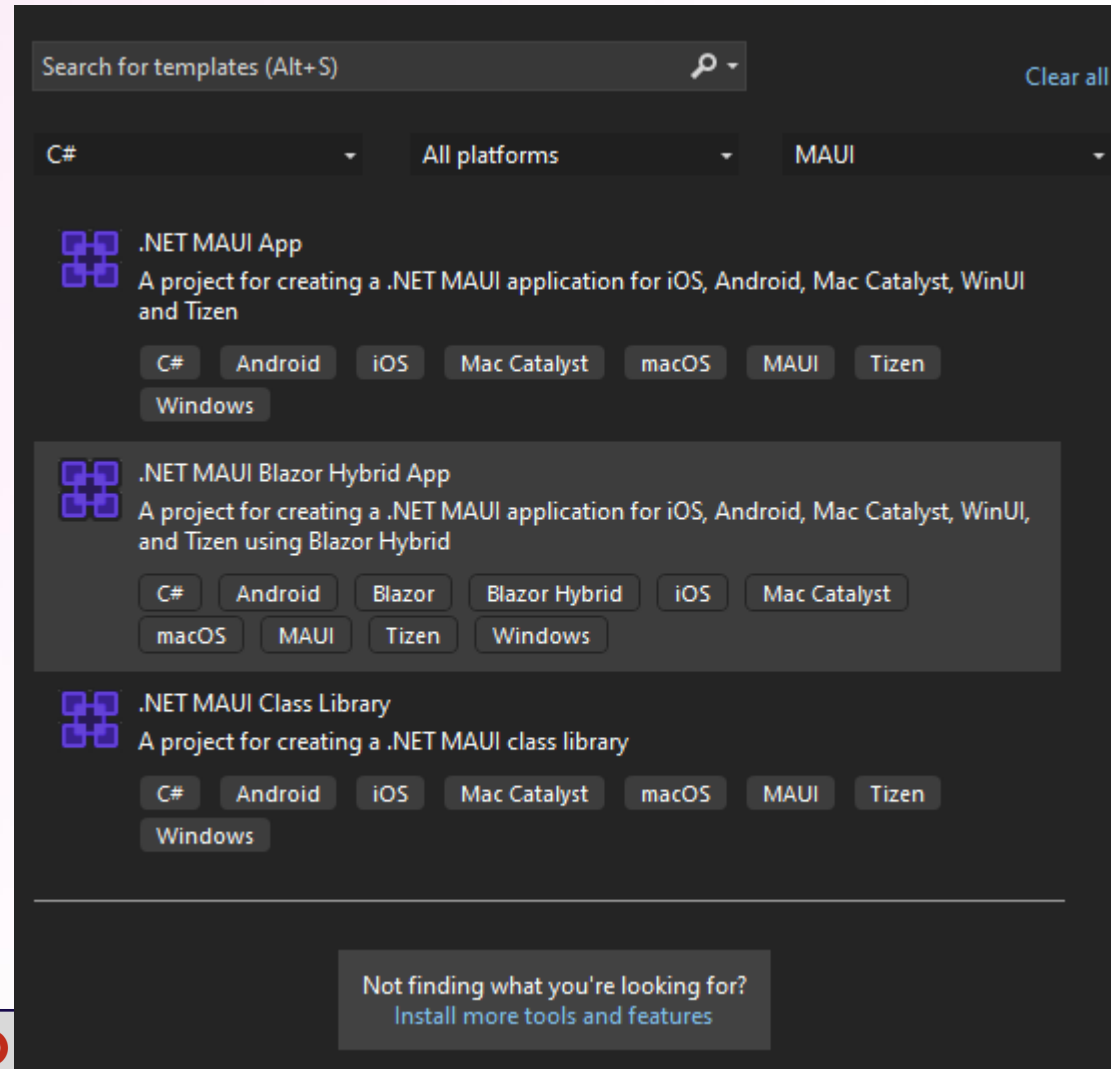 Search for templates (Alt+S)
Clear all
C# All platforms MAUI
.NET MAUI App
A project for creating a .NET MAUI application for iOS, Android, Mac Catalyst, WinUI
and Tizen
C# Android iOS Mac Catalyst macOS MAUI Tizen
Windows
.NET MAUI Blazor Hybrid App
A project for creating a .NET MAUI application for iOS, Android, Mac Catalyst, WinUI,
and Tizen using Blazor Hybrid
C# Android Blazor Blazor Hybrid iOS Mac Catalyst
macOS MAUI Tizen Windows
.NET MAUI Class Library
A project for creating a .NET MAUI class library
C# Android iOS Mac Catalyst macOS MAUI Tizen
Windows
Not finding what you're looking for?
Install more tools and features